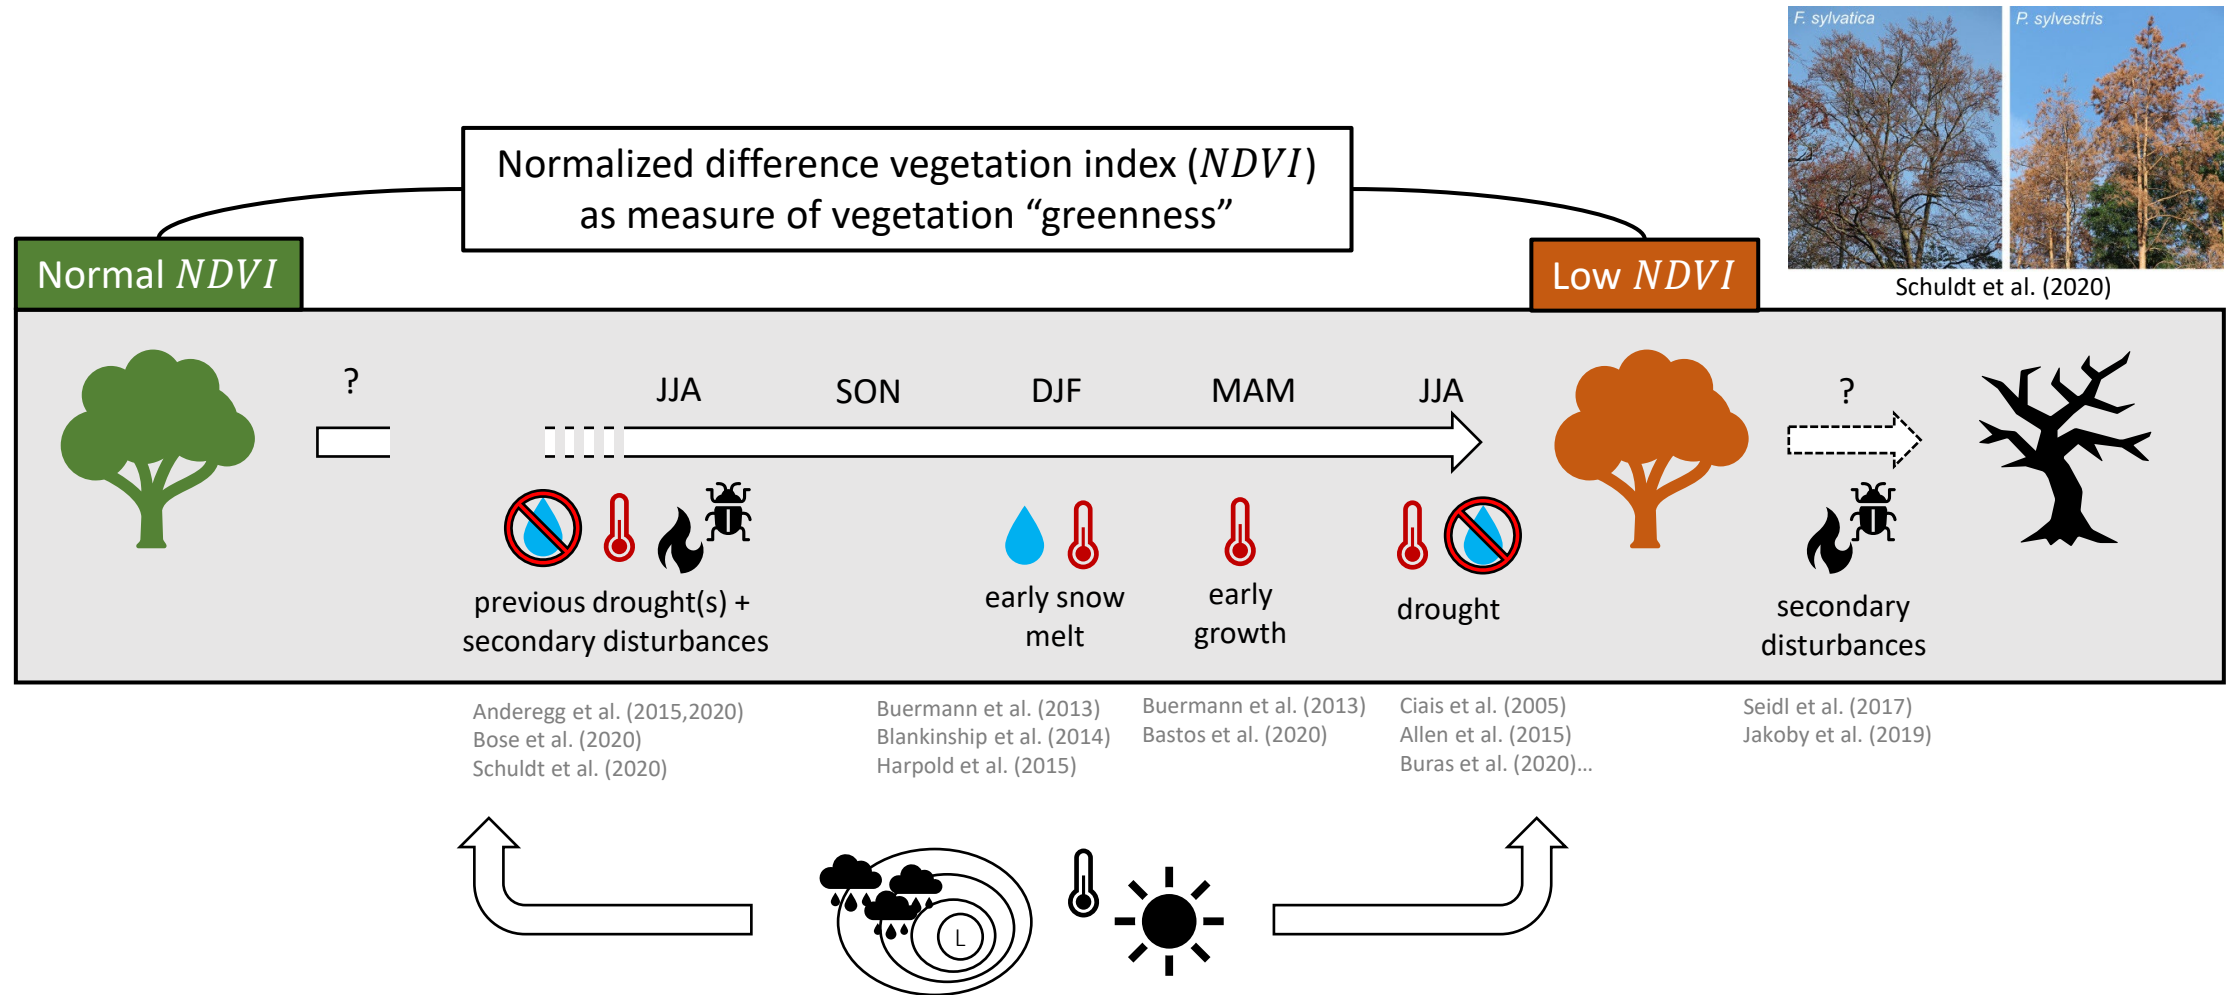 F. sylvatica
P. sylvestris
Schuldt et al. (2020)
Normalized difference vegetation index (NDVI)
as measure of vegetation “greenness”
Normal NDVI
Low NDVI
?
JJA
SON
DJF
MAM
JJA
?
previous drought(s) +
secondary disturbances
early snow
melt
early
growth
drought
secondary
disturbances
Anderegg et al. (2015,2020)
Bose et al. (2020)
Schuldt et al. (2020)
Buermann et al. (2013)
Blankinship et al. (2014)
Harpold et al. (2015)
Buermann et al. (2013)
Bastos et al. (2020)
Ciais et al. (2005)
Allen et al. (2015)
Buras et al. (2020)...
Seidl et al. (2017)
Jakoby et al. (2019)
L